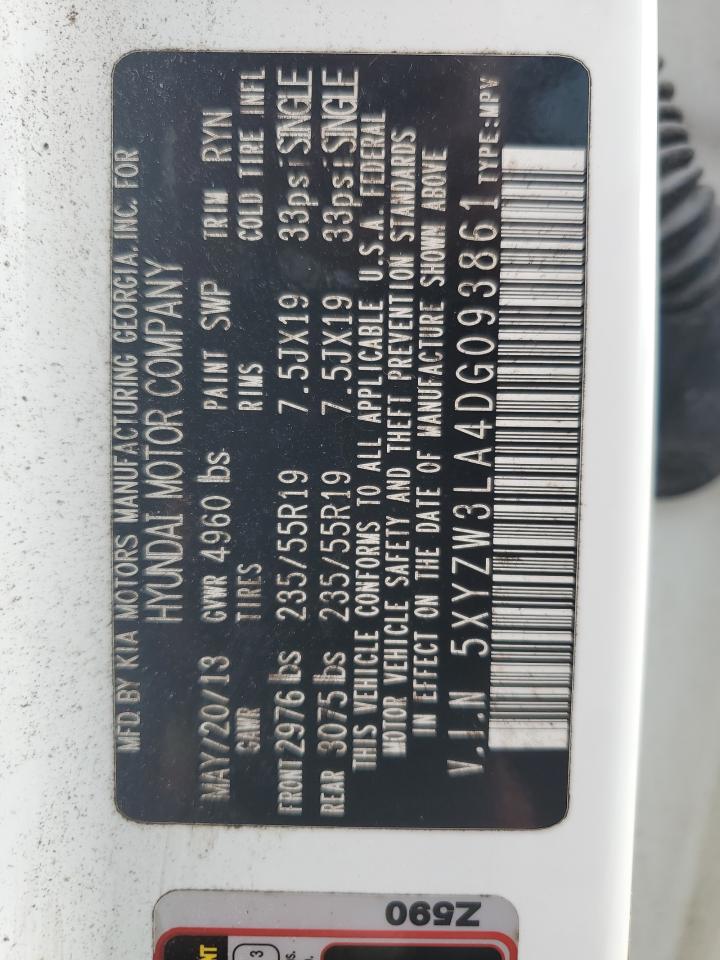 MFD. BY KIA MOTORS MANUFACTURING GEORGIA. INC. FOR
HYUNDAI MOTOR COMPANY
MAY/20/13 GVWR 4960 lbs PAINT SWP TRIM RYN
GAWR TIRES RIMS COLD TIRE INFL
FRONT 2976 lbs 235/55R19 7.5JX19 33psi SINGLE
REAR 3075 lbs 235/55R19 7.5JX19 33psi SINGLE
THIS VEHICLE CONFORMS TO ALL APPLICABLE U.S.A FEDERAL
MOTOR VEHICLE SAFETY AND THEFT PREVENTION STANDARDS
IN EFFECT ON THE DATE OF MANUFACTURE SHOWN ABOVE
V.I.N 5XYZW3LA4DG093861 TYPE:MPV
Z590
3